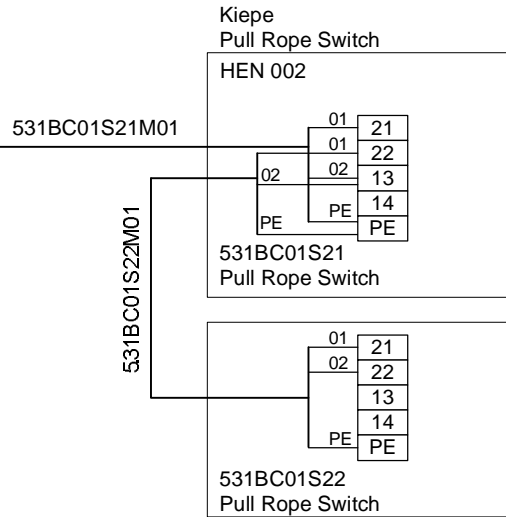 Kiepe
Pull Rope Switch
HEN 002
531BC01S21M01
01 21
01 22
02 02 13
14
PE PE PE
531BC01S21
Pull Rope Switch
531BC01S22M01
01 21
02 22
13
14
PE PE
531BC01S22
Pull Rope Switch